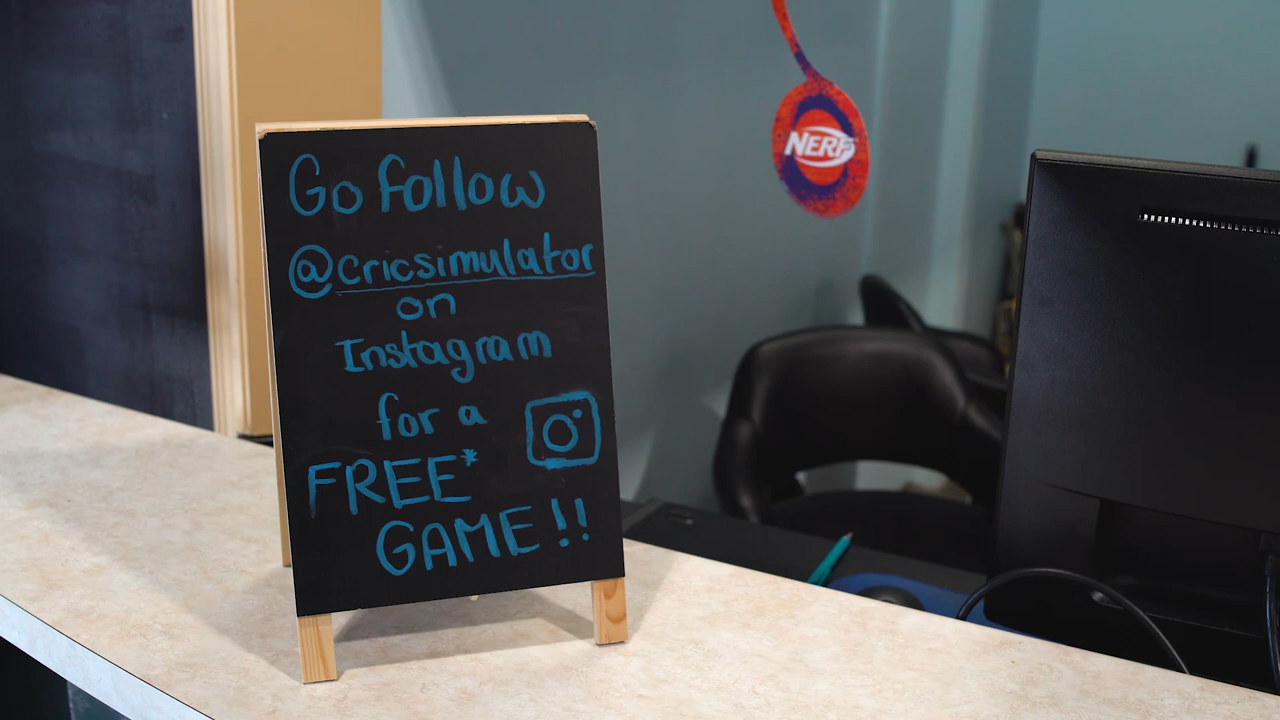 Go follow
@cricsimulator
on
Instagram
for a
FREE*
GAME!!
NERF